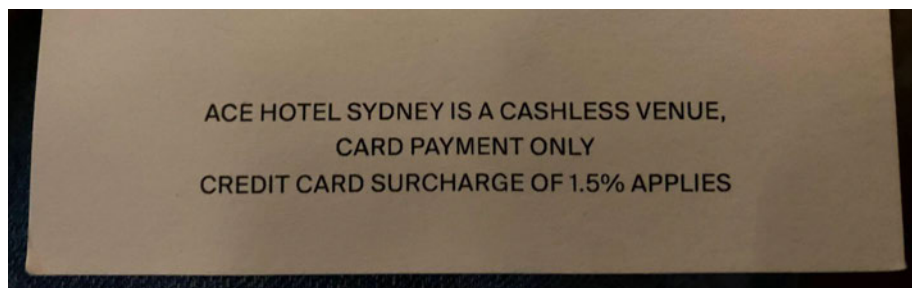 ACE HOTEL SYDNEY IS A CASHLESS VENUE,
CARD PAYMENT ONLY
CREDIT CARD SURCHARGE OF 1.5% APPLIES